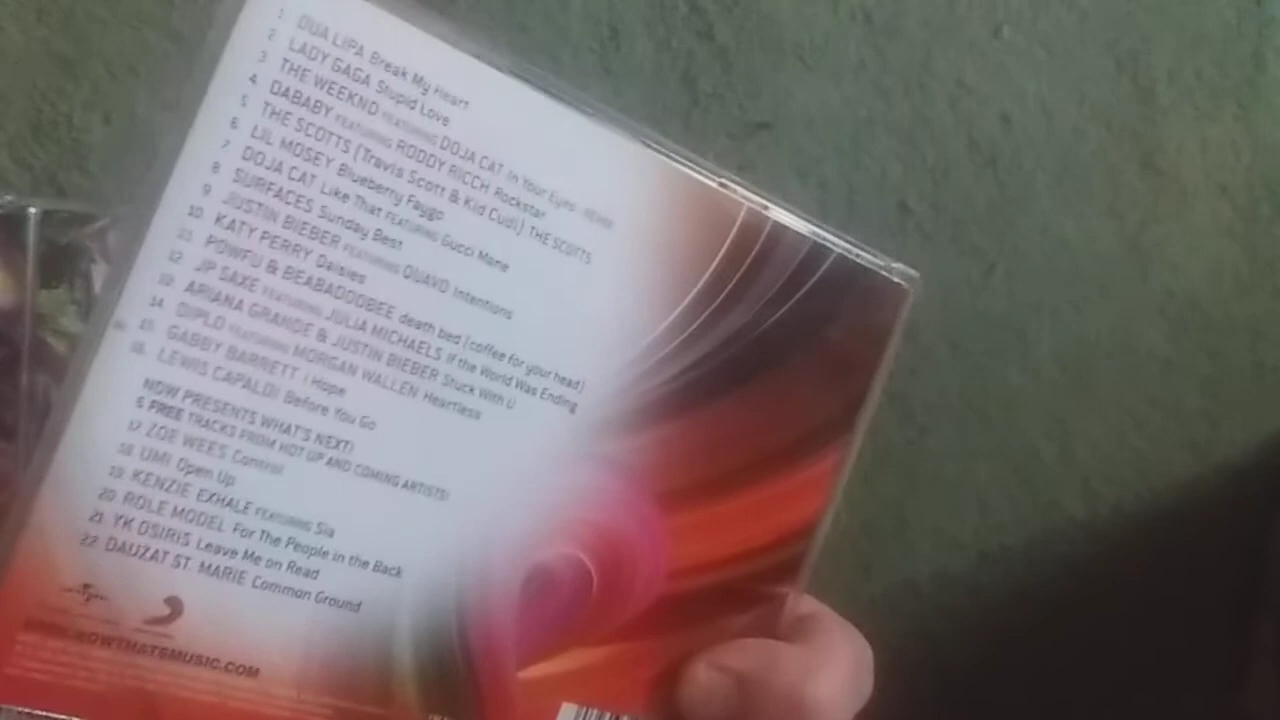 1 DUA LIPA Break My Heart
2 LADY GAGA Stupid Love
3 THE WEEKND FEATURING DOJA CAT In Your Eyes REMIX
4 DABABY FEATURING RODDY RICCH Rockstar
5 THE SCOTTS (Travis Scott & Kid Cudi) THE SCOTTS
6 LIL MOSEY Blueberry Faygo
7 DOJA CAT Like That FEATURING Gucci Mane
8 SURFACES Sunday Best
9 JUSTIN BIEBER FEATURING QUAVO Intentions
10 KATY PERRY Daisies
11 POWFU & BEABADOOBEE death bed (coffee for your head)
12 JP SAXE FEATURING JULIA MICHAELS If the World Was Ending
13 ARIANA GRANDE & JUSTIN BIEBER Stuck With U
14 DIPLO FEATURING MORGAN WALLEN Heartless
15 GABBY BARRETT I Hope
16 LEWIS CAPALDI Before You Go
NOW PRESENTS WHAT'S NEXT!
6 FREE TRACKS FROM HOT UP AND COMING ARTISTS!
17 ZOE WEES Control
18 UMI Open Up
19 KENZIE EXHALE FEATURING Sia
20 ROLE MODEL For The People in the Back
21 YK OSIRIS Leave Me on Read
22 DAUZAT ST. MARIE Common Ground
WWW.NOWTHATSMUSIC.COM